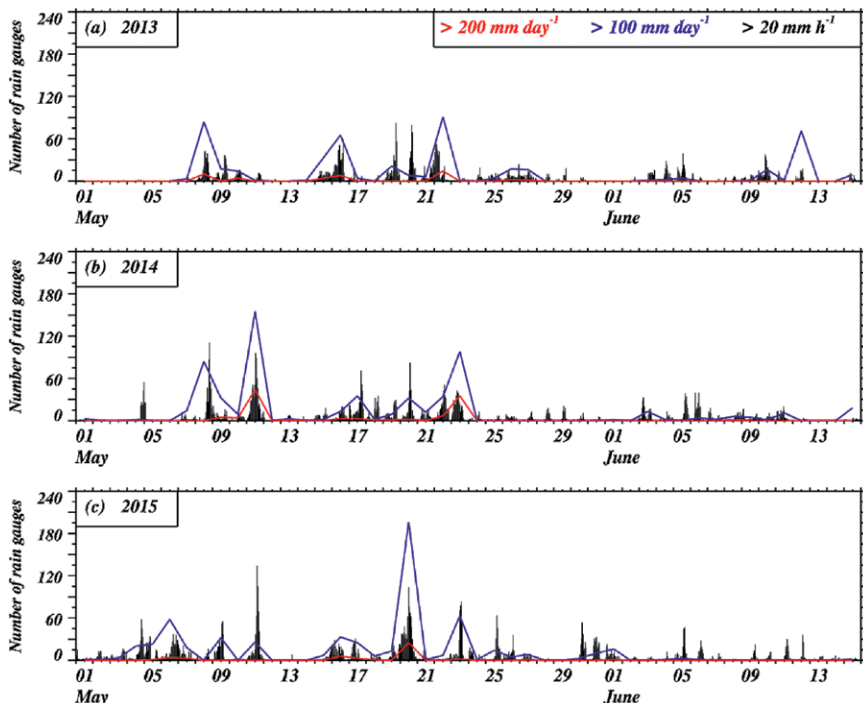 (a) 2013
> 200 mm day⁻¹ > 100 mm day⁻¹ > 20 mm h⁻¹
Number of rain gauges
240
180
120
60
0
01 05 09 13 17 21 25 29 01 05 09 13
May June
(b) 2014
Number of rain gauges
240
180
120
60
0
01 05 09 13 17 21 25 29 01 05 09 13
May June
(c) 2015
Number of rain gauges
240
180
120
60
0
01 05 09 13 17 21 25 29 01 05 09 13
May June